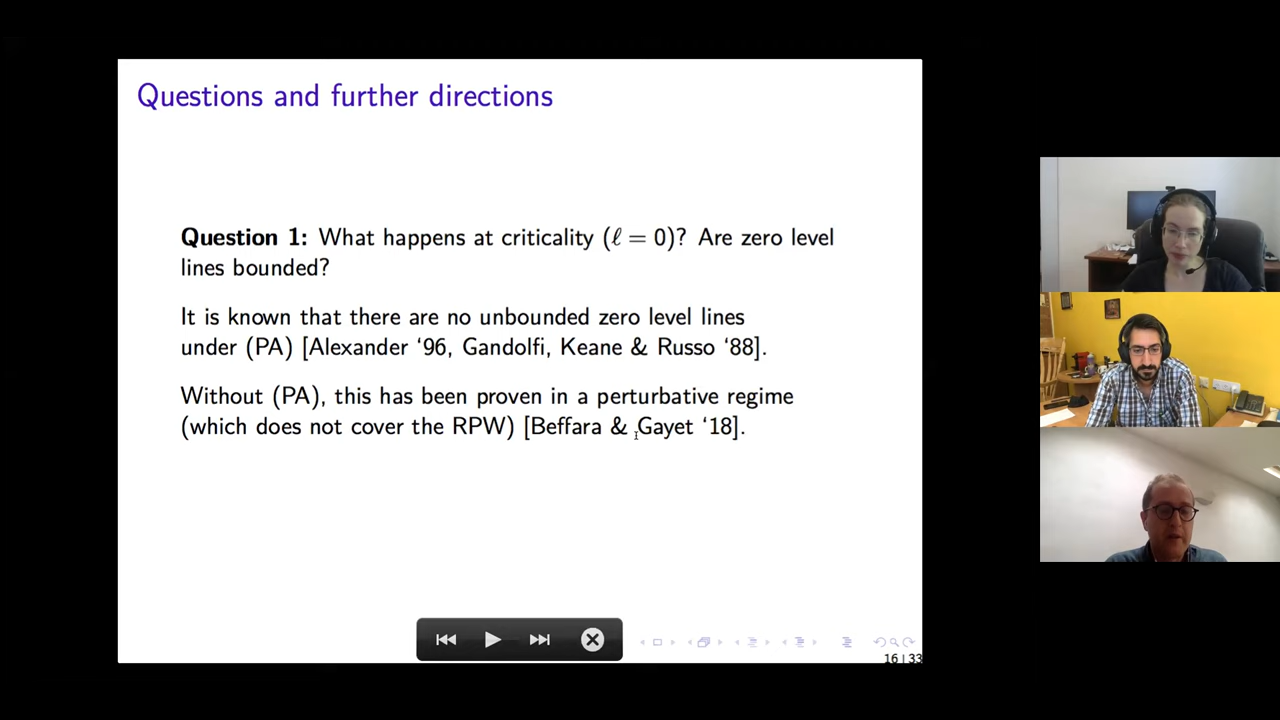 Questions and further directions
Question 1: What happens at criticality (ℓ = 0)? Are zero level
lines bounded?
It is known that there are no unbounded zero level lines
under (PA) [Alexander ‘96, Gandolfi, Keane & Russo ‘88].
Without (PA), this has been proven in a perturbative regime
(which does not cover the RPW) [Beffara & Gayet ‘18].
16 | 33